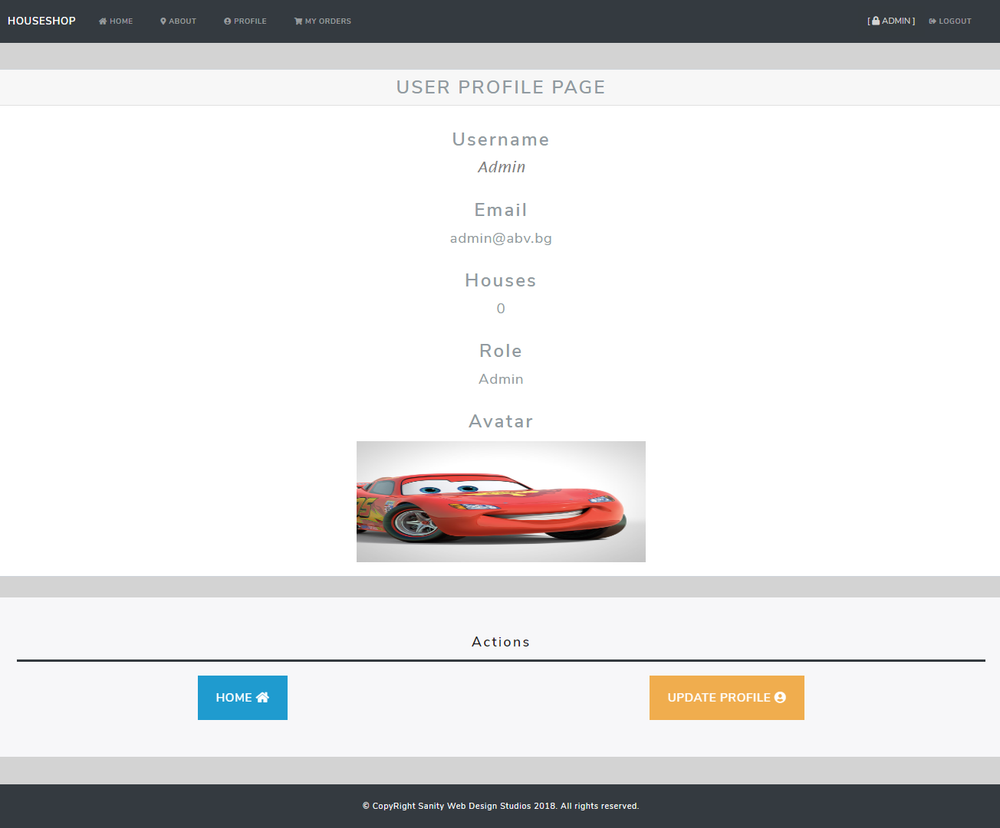 HOUSESHOP HOME ABOUT PROFILE MY ORDERS [ ADMIN ] LOGOUT
USER PROFILE PAGE
Username
Admin
Email
admin@abv.bg
Houses
0
Role
Admin
Avatar
95
Actions
HOME UPDATE PROFILE
© CopyRight Sanity Web Design Studios 2018. All rights reserved.